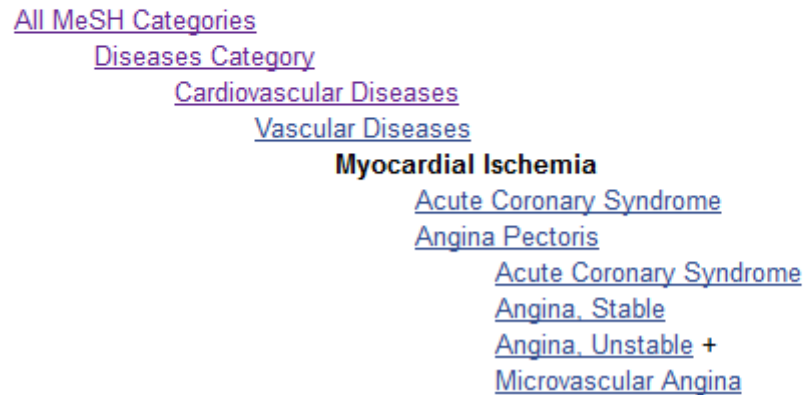 All MeSH Categories
Diseases Category
Cardiovascular Diseases
Vascular Diseases
Myocardial Ischemia
Acute Coronary Syndrome
Angina Pectoris
Acute Coronary Syndrome
Angina, Stable
Angina, Unstable +
Microvascular Angina